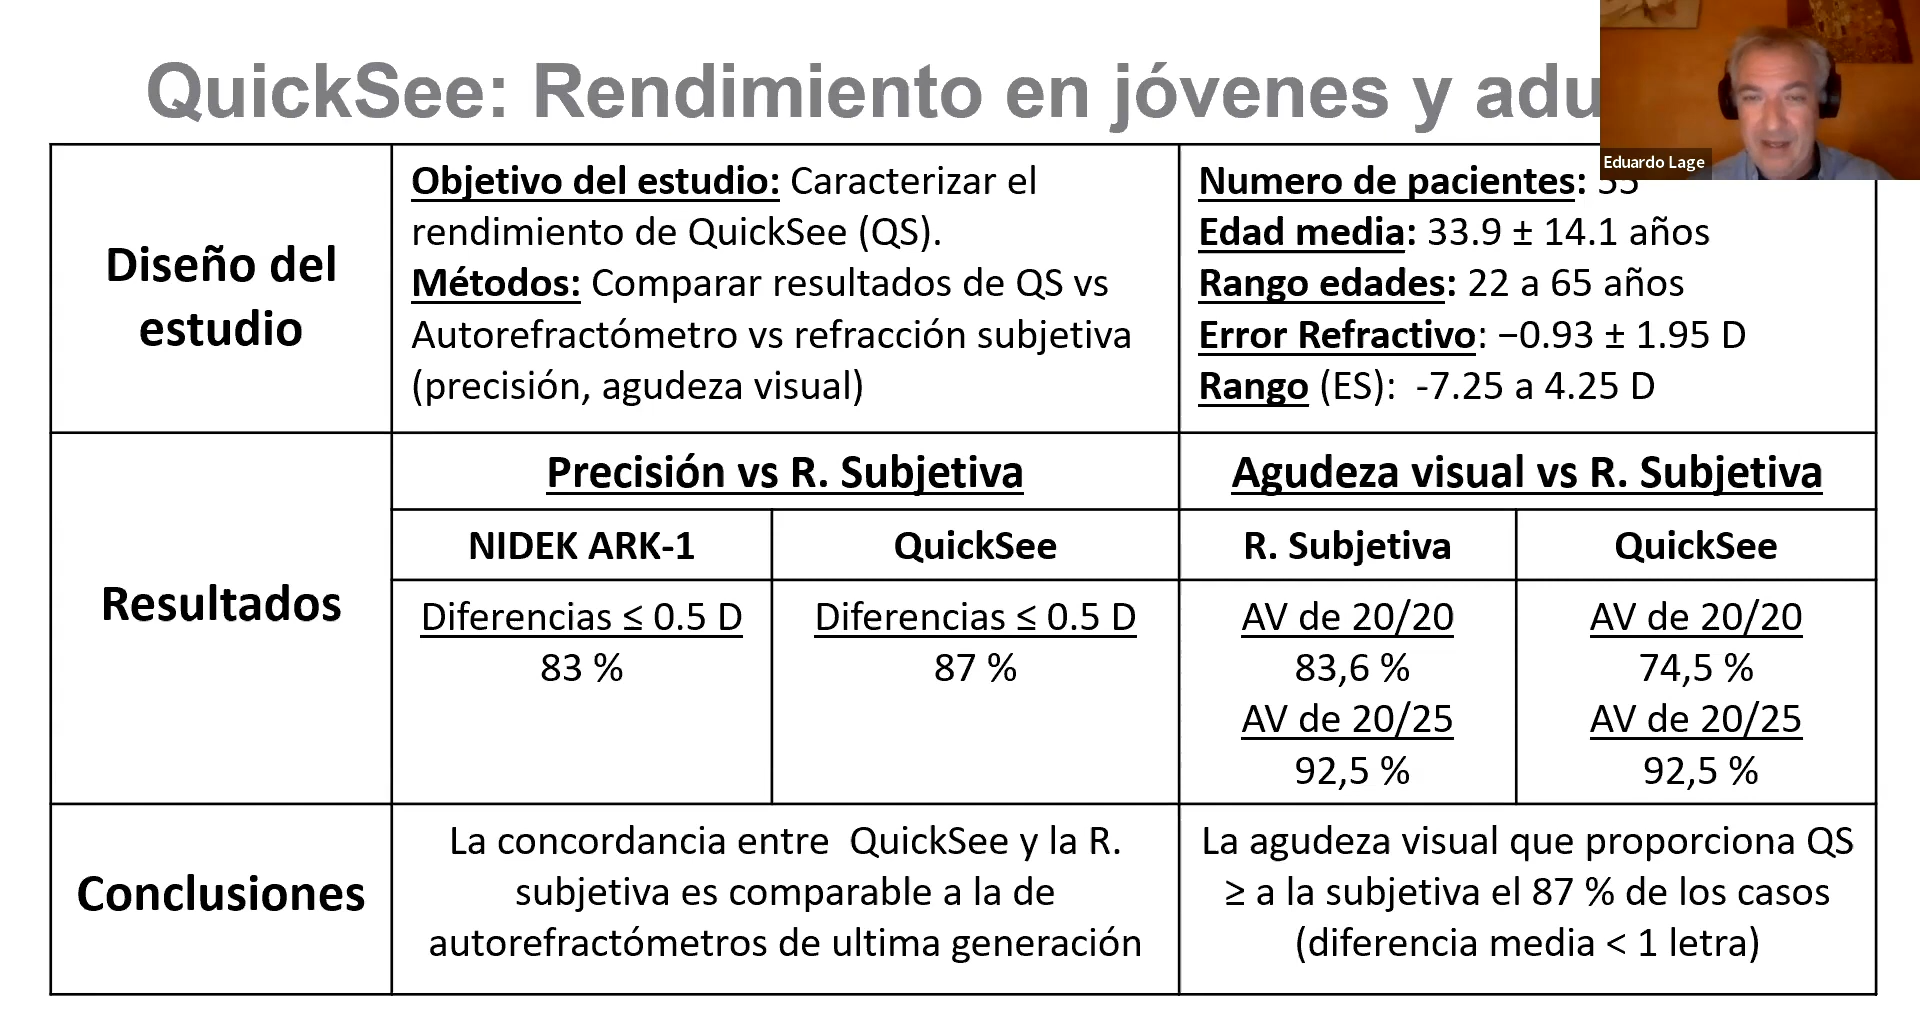 QuickSee: Rendimiento en jóvenes y adu
Eduardo Lage
Diseño del
estudio
Objetivo del estudio: Caracterizar el
rendimiento de QuickSee (QS).
Métodos: Comparar resultados de QS vs
Autorefractómetro vs refracción subjetiva
(precisión, agudeza visual)
Numero de pacientes: 55
Edad media: 33.9 ± 14.1 años
Rango edades: 22 a 65 años
Error Refractivo: −0.93 ± 1.95 D
Rango (ES): -7.25 a 4.25 D
Resultados
Precisión vs R. Subjetiva
Agudeza visual vs R. Subjetiva
NIDEK ARK-1
QuickSee
R. Subjetiva
QuickSee
Diferencias ≤ 0.5 D
83 %
Diferencias ≤ 0.5 D
87 %
AV de 20/20
83,6 %
AV de 20/25
92,5 %
AV de 20/20
74,5 %
AV de 20/25
92,5 %
Conclusiones
La concordancia entre QuickSee y la R.
subjetiva es comparable a la de
autorefractómetros de ultima generación
La agudeza visual que proporciona QS
≥ a la subjetiva el 87 % de los casos
(diferencia media < 1 letra)